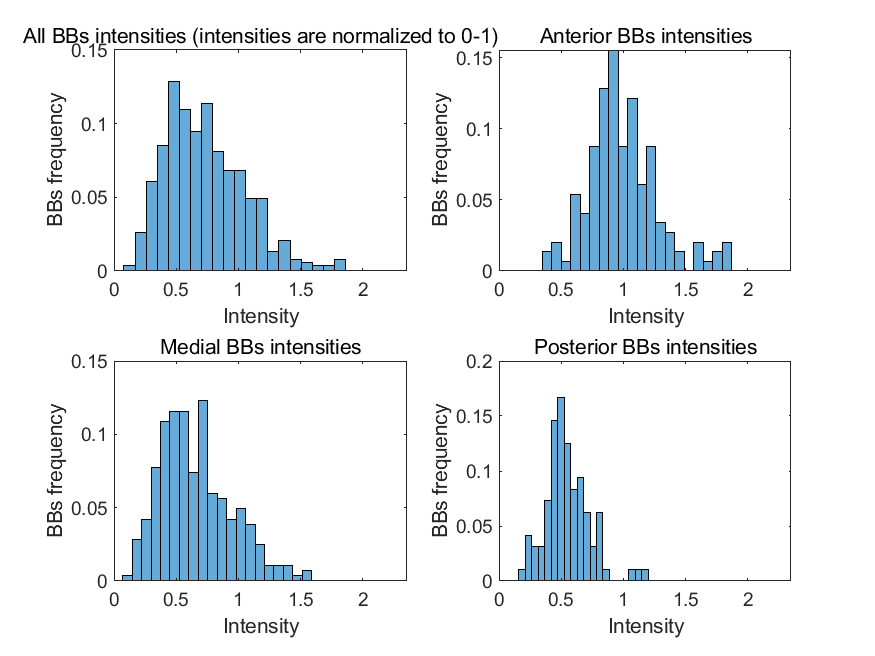 All BBs intensities (intensities are normalized to 0-1)
0.15
0.1
0.05
0
BBs frequency
0 0.5 1 1.5 2
Intensity
Anterior BBs intensities
0.15
0.1
0.05
0
BBs frequency
0 0.5 1 1.5 2
Intensity
Medial BBs intensities
0.15
0.1
0.05
0
BBs frequency
0 0.5 1 1.5 2
Intensity
Posterior BBs intensities
0.2
0.15
0.1
0.05
0
BBs frequency
0 0.5 1 1.5 2
Intensity